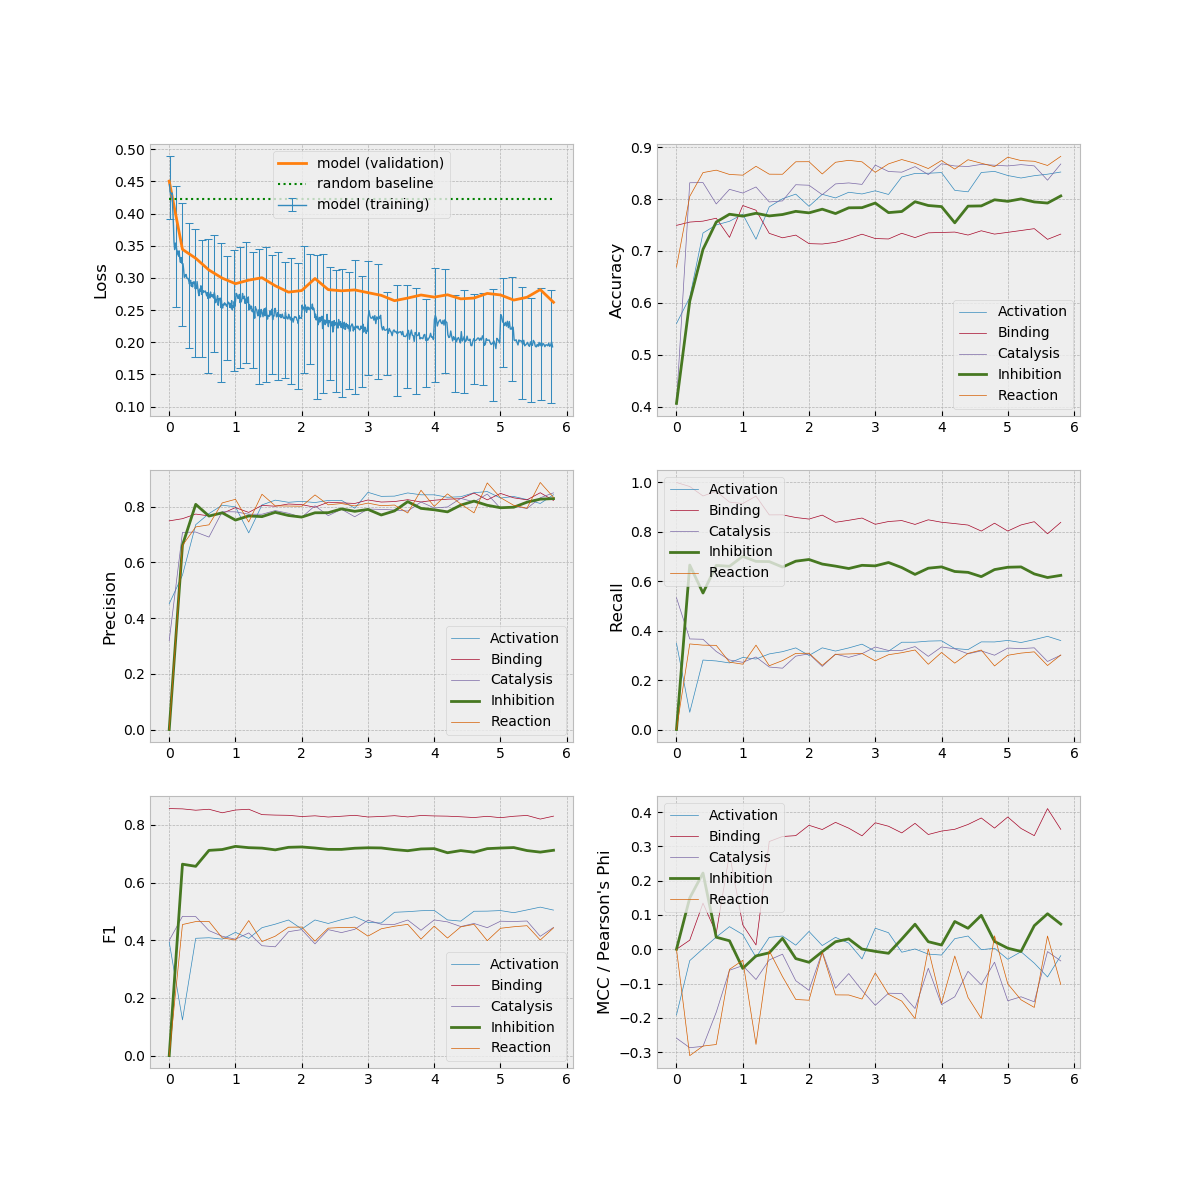 0.50
0.45
0.40
0.35
0.30
0.25
0.20
0.15
0.10
Loss
model (validation)
random baseline
model (training)
0 1 2 3 4 5 6
0.9
0.8
0.7
0.6
0.5
0.4
Accuracy
Activation
Binding
Catalysis
Inhibition
Reaction
0 1 2 3 4 5 6
0.8
0.6
0.4
0.2
0.0
Precision
Activation
Binding
Catalysis
Inhibition
Reaction
0 1 2 3 4 5 6
1.0
0.8
0.6
0.4
0.2
0.0
Recall
Activation
Binding
Catalysis
Inhibition
Reaction
0 1 2 3 4 5 6
0.8
0.6
0.4
0.2
0.0
F1
Activation
Binding
Catalysis
Inhibition
Reaction
0 1 2 3 4 5 6
0.4
0.3
0.2
0.1
0.0
−0.1
−0.2
−0.3
MCC / Pearson's Phi
Activation
Binding
Catalysis
Inhibition
Reaction
0 1 2 3 4 5 6